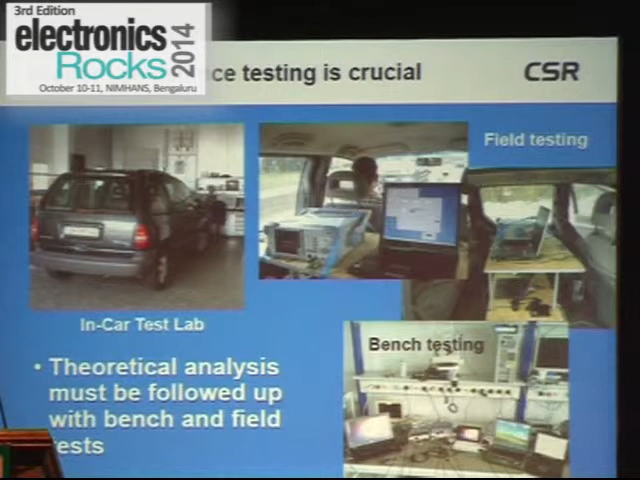 3rd Edition
electronics
Rocks 2014
October 10-11, NIMHANS, Bengaluru
ce testing is crucial
CSR
Field testing
In-Car Test Lab
Bench testing
• Theoretical analysis
must be followed up
with bench and field
ests